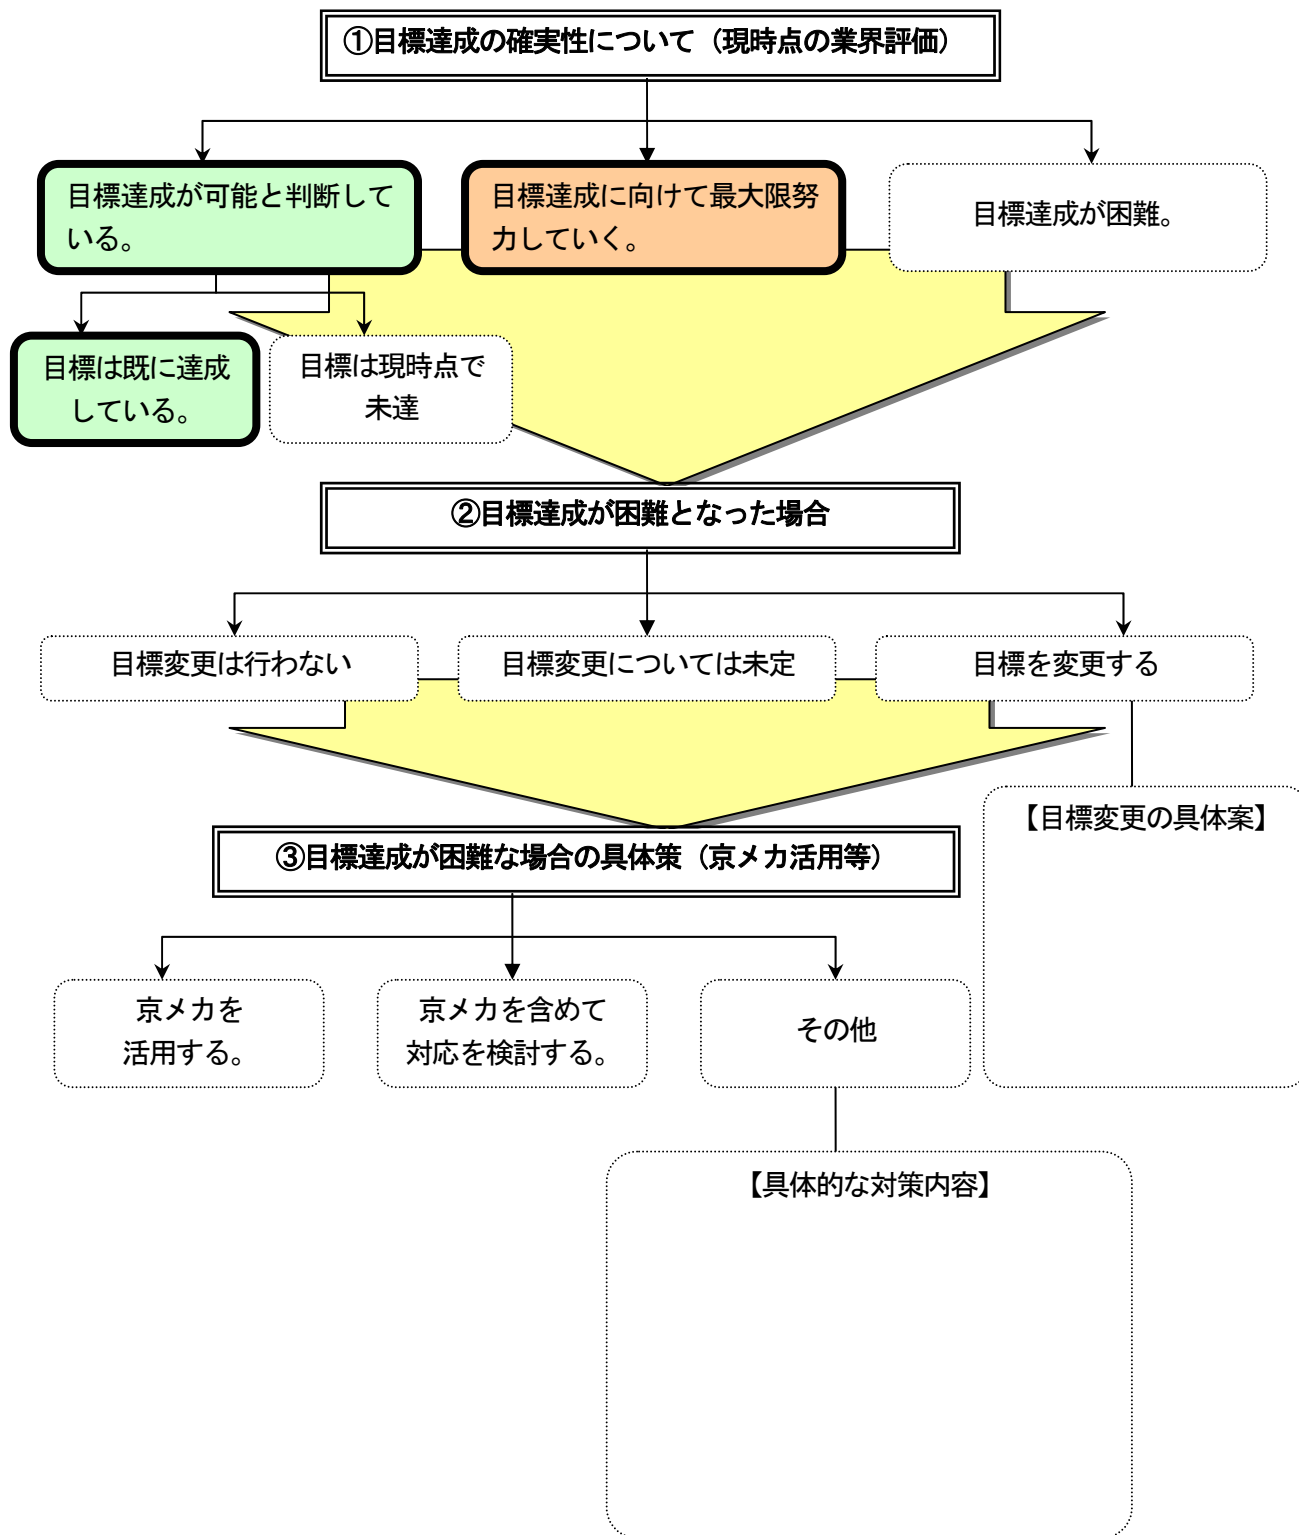 ①目標達成の確実性について（現時点の業界評価）
目標達成が可能と判断して
いる。
目標達成に向けて最大限努
力していく。
目標達成が困難。
目標は既に達成
している。
目標は現時点で
未達
②目標達成が困難となった場合
目標変更は行わない
目標変更については未定
目標を変更する
【目標変更の具体案】
③目標達成が困難な場合の具体策（京メカ活用等）
京メカを
活用する。
京メカを含めて
対応を検討する。
その他
【具体的な対策内容】